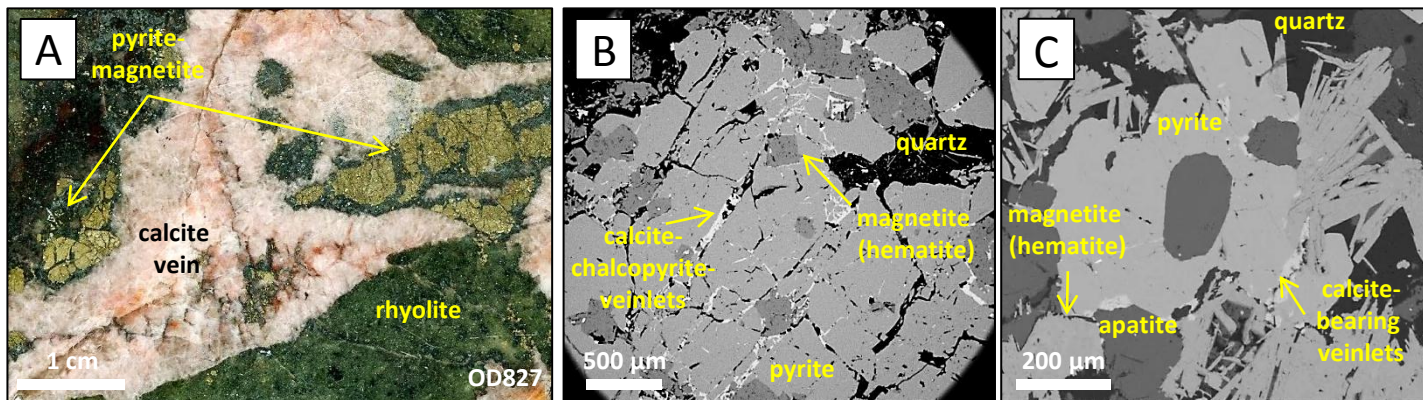 A
pyrite-
magnetite
calcite
vein
rhyolite
1 cm
OD827
B
quartz
magnetite
(hematite)
calcite-
chalcopyrite-
veinlets
pyrite
500 µm
C
quartz
pyrite
magnetite
(hematite)
apatite
calcite-
bearing
veinlets
200 µm